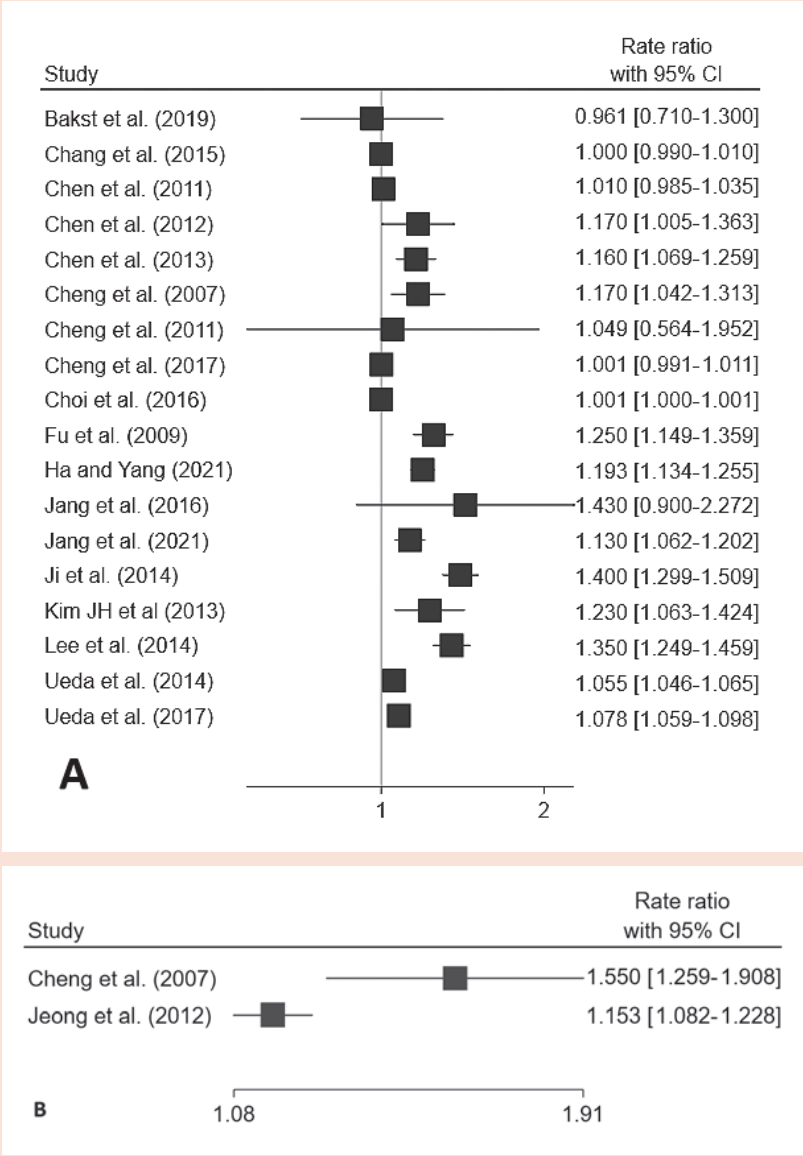 Rate ratio
Study with 95% CI
Bakst et al. (2019) 0.961 [0.710-1.300]
Chang et al. (2015) 1.000 [0.990-1.010]
Chen et al. (2011) 1.010 [0.985-1.035]
Chen et al. (2012) 1.170 [1.005-1.363]
Chen et al. (2013) 1.160 [1.069-1.259]
Cheng et al. (2007) 1.170 [1.042-1.313]
Cheng et al. (2011) 1.049 [0.564-1.952]
Cheng et al. (2017) 1.001 [0.991-1.011]
Choi et al. (2016) 1.001 [1.000-1.001]
Fu et al. (2009) 1.250 [1.149-1.359]
Ha and Yang (2021) 1.193 [1.134-1.255]
Jang et al. (2016) 1.430 [0.900-2.272]
Jang et al. (2021) 1.130 [1.062-1.202]
Ji et al. (2014) 1.400 [1.299-1.509]
Kim JH et al (2013) 1.230 [1.063-1.424]
Lee et al. (2014) 1.350 [1.249-1.459]
Ueda et al. (2014) 1.055 [1.046-1.065]
Ueda et al. (2017) 1.078 [1.059-1.098]
A
1 2
Rate ratio
Study with 95% CI
Cheng et al. (2007) 1.550 [1.259-1.908]
Jeong et al. (2012) 1.153 [1.082-1.228]
B 1.08 1.91